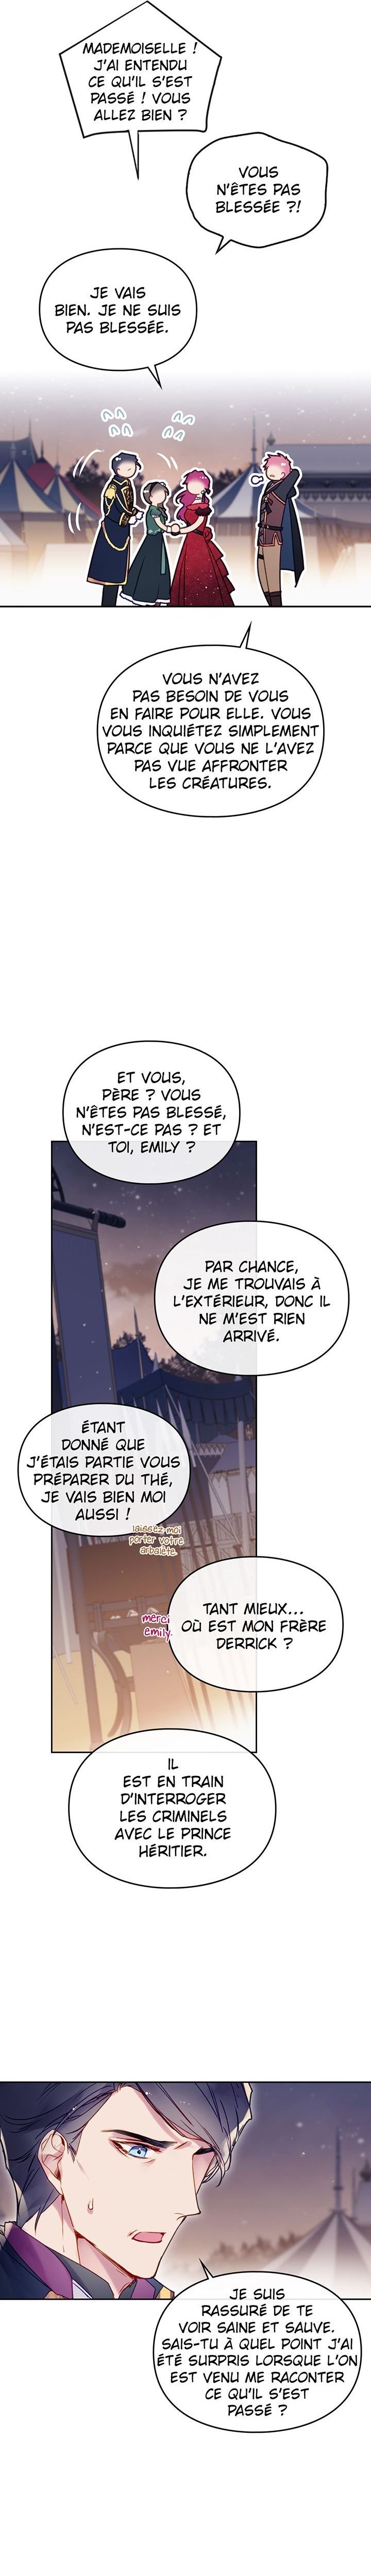 MADEMOISELLE !
J'AI ENTENDU
CE QU'IL S'EST
PASSÉ ! VOUS
ALLEZ BIEN ?
VOUS
N'ÊTES PAS
BLESSÉE ?!
JE VAIS
BIEN. JE NE SUIS
PAS BLESSÉE.
VOUS N'AVEZ
PAS BESOIN DE VOUS
EN FAIRE POUR ELLE. VOUS
VOUS INQUIÉTEZ SIMPLEMENT
PARCE QUE VOUS NE L'AVEZ
PAS VUE AFFRONTER
LES CRÉATURES.
ET VOUS,
PÈRE ? VOUS
N'ÊTES PAS BLESSÉ,
N'EST-CE PAS ? ET
TOI, EMILY ?
PAR CHANCE,
JE ME TROUVAIS À
L'EXTÉRIEUR, DONC IL
NE M'EST RIEN
ARRIVÉ.
ÉTANT
DONNÉ QUE
J'ÉTAIS PARTIE VOUS
PRÉPARER DU THÉ,
JE VAIS BIEN MOI
AUSSI !
laissez moi
porter votre
arbalète.
merci
emily.
TANT MIEUX...
OÙ EST MON FRÈRE
DERRICK ?
IL
EST EN TRAIN
D'INTERROGER
LES CRIMINELS
AVEC LE PRINCE
HÉRITIER.
JE SUIS
RASSURÉ DE TE
VOIR SAINE ET SAUVE.
SAIS-TU À QUEL POINT J'AI
ÉTÉ SURPRIS LORSQUE L'ON
EST VENU ME RACONTER
CE QU'IL S'EST
PASSÉ ?